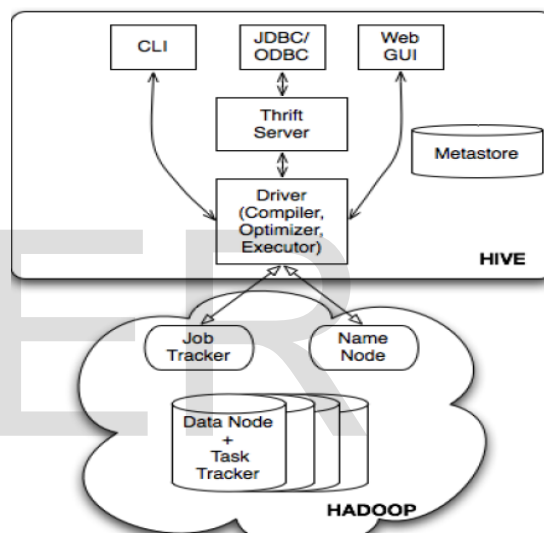 CLI
JDBC/
ODBC
Web
GUI
Thrift
Server
Metastore
Driver
(Compiler,
Optimizer,
Executor)
HIVE
ER
Job
Tracker
Name
Node
Data Node
+
Task
Tracker
HADOOP